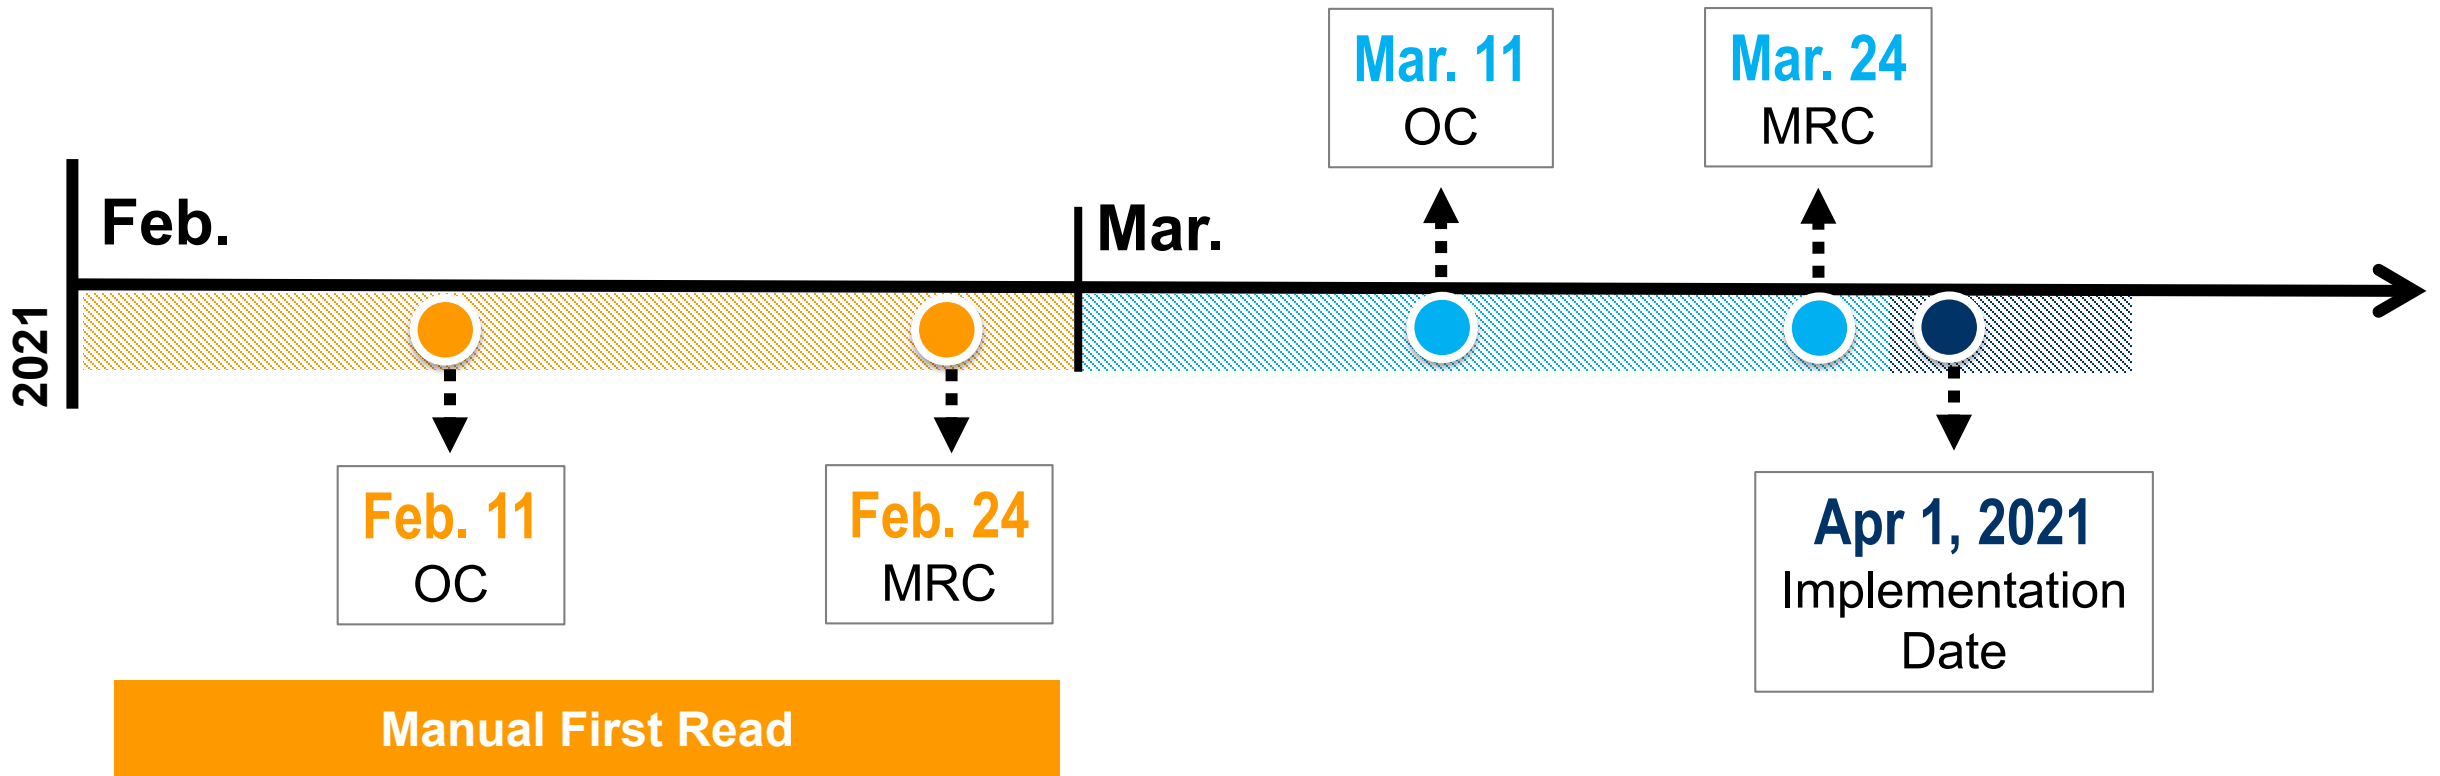 Mar. 11
OC
Mar. 24
MRC
Feb.
Mar.
2021
Feb. 11
OC
Feb. 24
MRC
Apr 1, 2021
Implementation
Date
Manual First Read